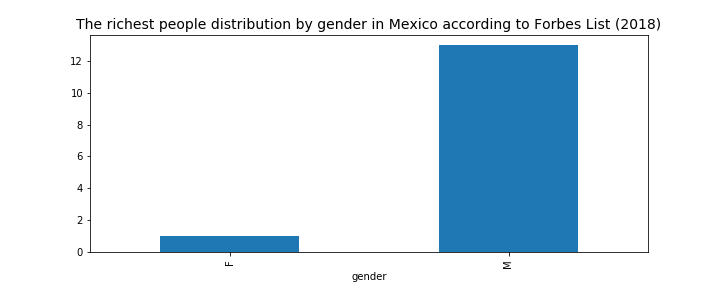 The richest people distribution by gender in Mexico according to Forbes List (2018)
12
10
8
6
4
2
0
F
M
gender